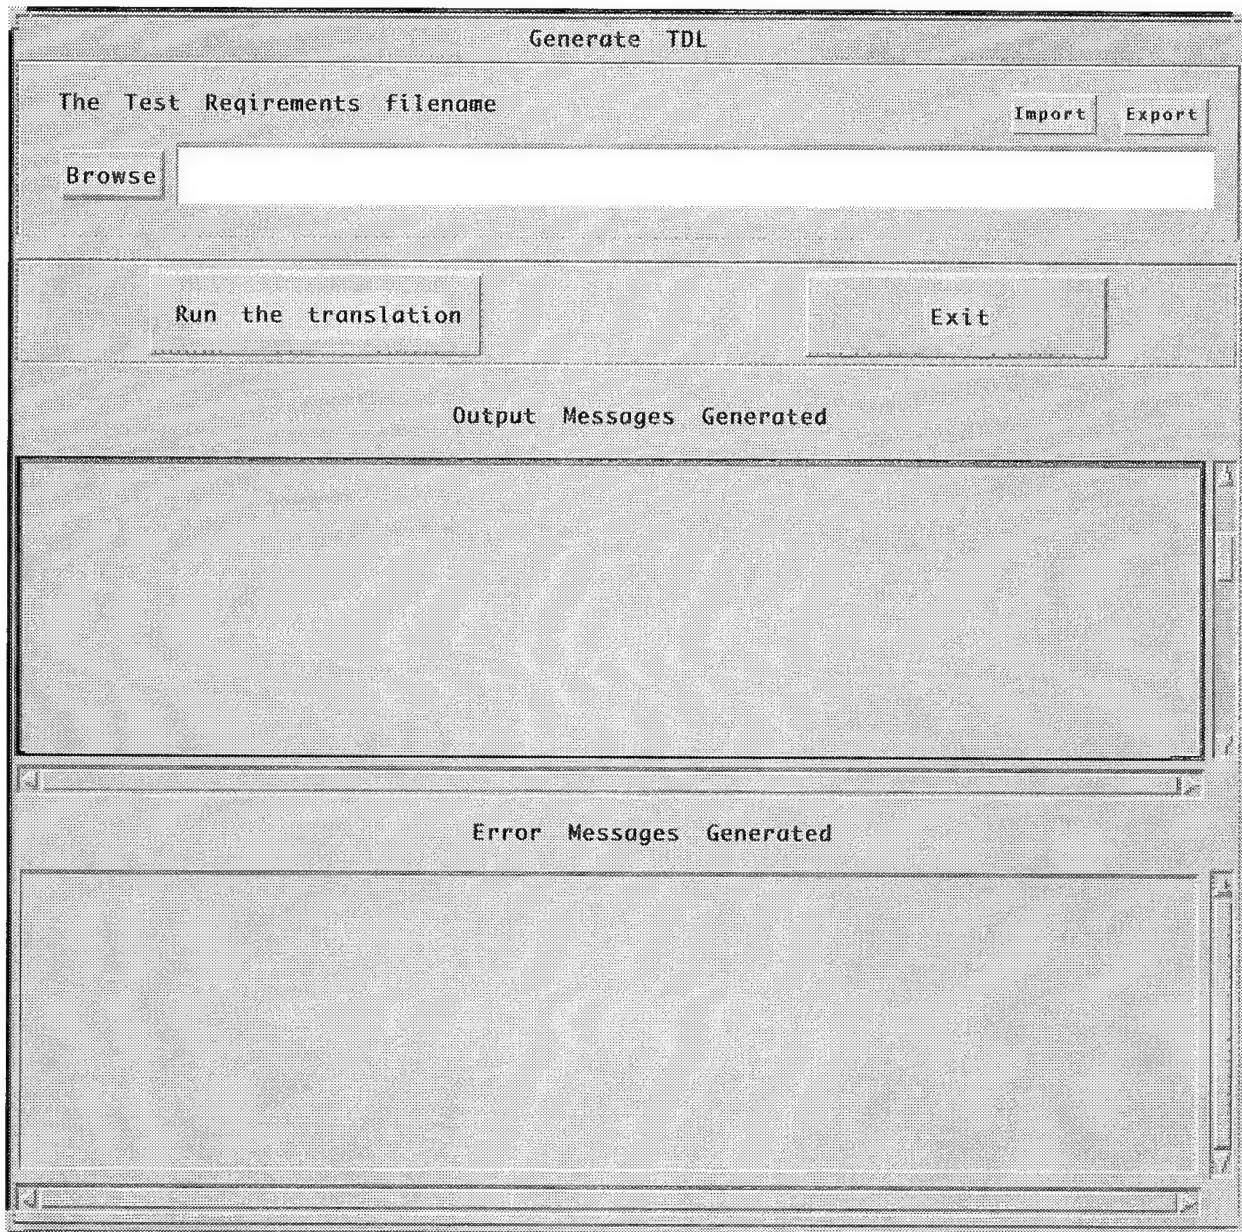 Generate TDL
The Test Reqirements filename
Import Export
Browse
Run the translation Exit
Output Messages Generated
Error Messages Generated